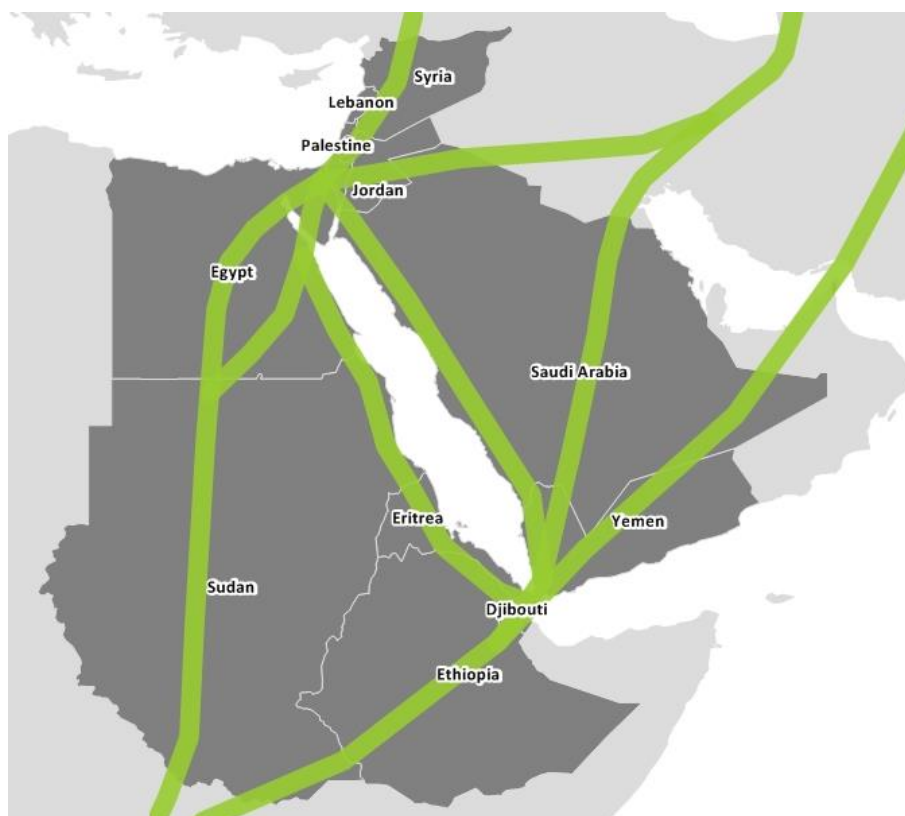 Syria
Lebanon
Palestine
Jordan
Egypt
Saudi Arabia
Eritrea
Yemen
Sudan
Djibouti
Ethiopia